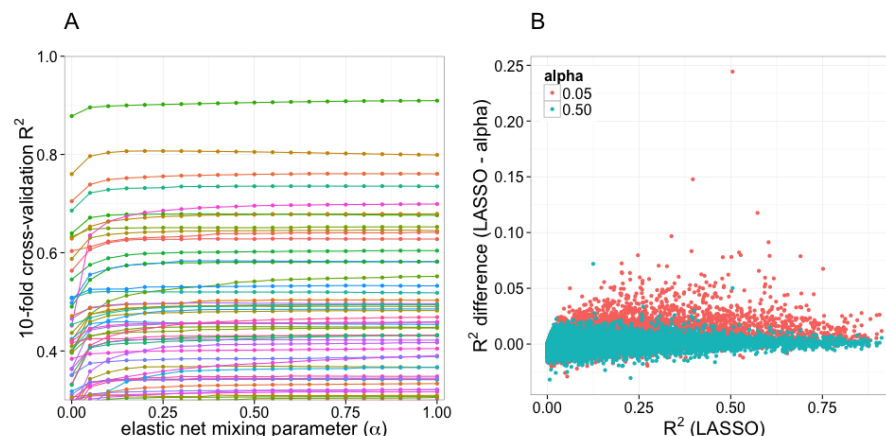 A
10-fold cross-validation R²
1.0
0.8
0.6
0.4
0.00 0.25 0.50 0.75 1.00
elastic net mixing parameter (α)
B
R² difference (LASSO - alpha)
0.25
0.20
0.15
0.10
0.05
0.00
alpha
0.05
0.50
0.00 0.25 0.50 0.75
R² (LASSO)